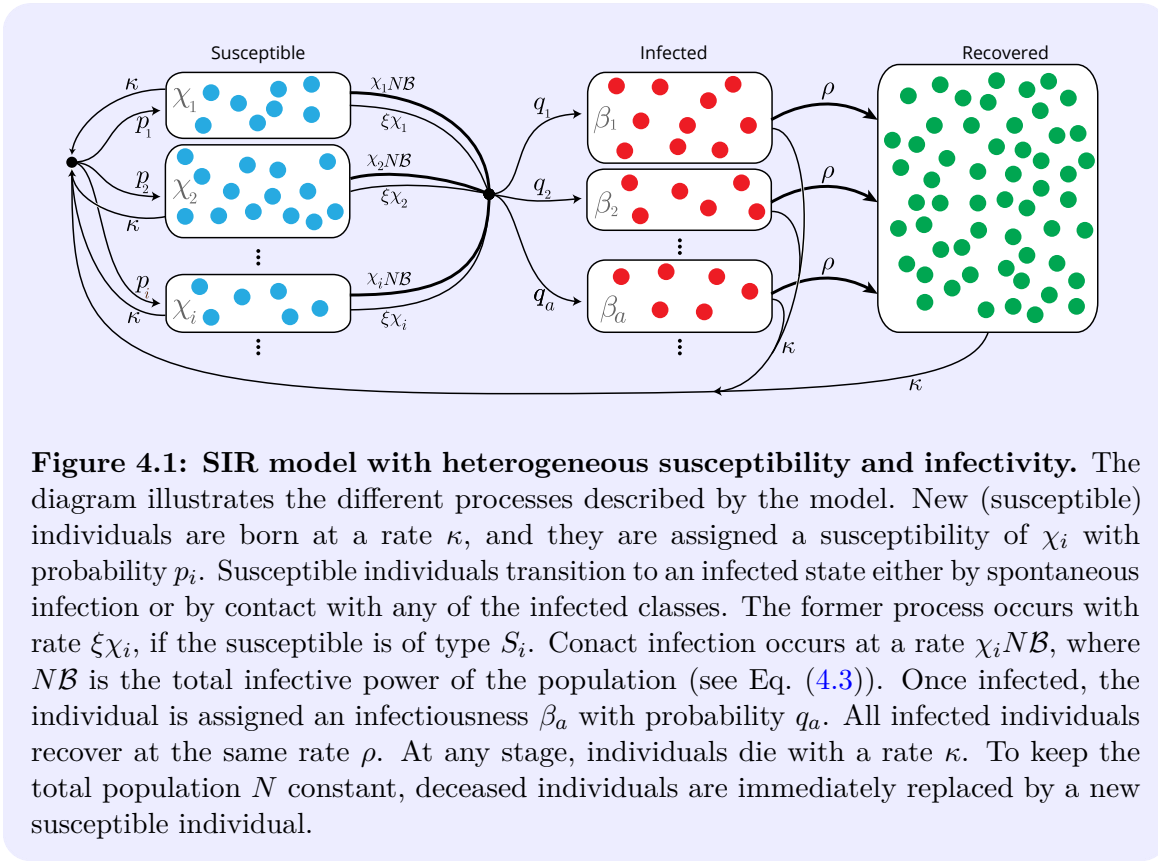 Susceptible Infected Recovered
κ χ₁ χ₁Nℬ ξχ₁ p₁ q₁ β₁ ρ
p₂ χ₂ χ₂Nℬ ξχ₂ κ q₂ β₂ ρ
⋮ ⋮
pᵢ κ χᵢ χᵢNℬ ξχᵢ qₐ βₐ ρ
⋮ ⋮ κ
κ
Figure 4.1: SIR model with heterogeneous susceptibility and infectivity. The
diagram illustrates the different processes described by the model. New (susceptible)
individuals are born at a rate κ, and they are assigned a susceptibility of χᵢ with
probability pᵢ. Susceptible individuals transition to an infected state either by spontaneous
infection or by contact with any of the infected classes. The former process occurs with
rate ξχᵢ, if the susceptible is of type Sᵢ. Conact infection occurs at a rate χᵢNℬ, where
Nℬ is the total infective power of the population (see Eq. (4.3)). Once infected, the
individual is assigned an infectiousness βₐ with probability qₐ. All infected individuals
recover at the same rate ρ. At any stage, individuals die with a rate κ. To keep the
total population N constant, deceased individuals are immediately replaced by a new
susceptible individual.